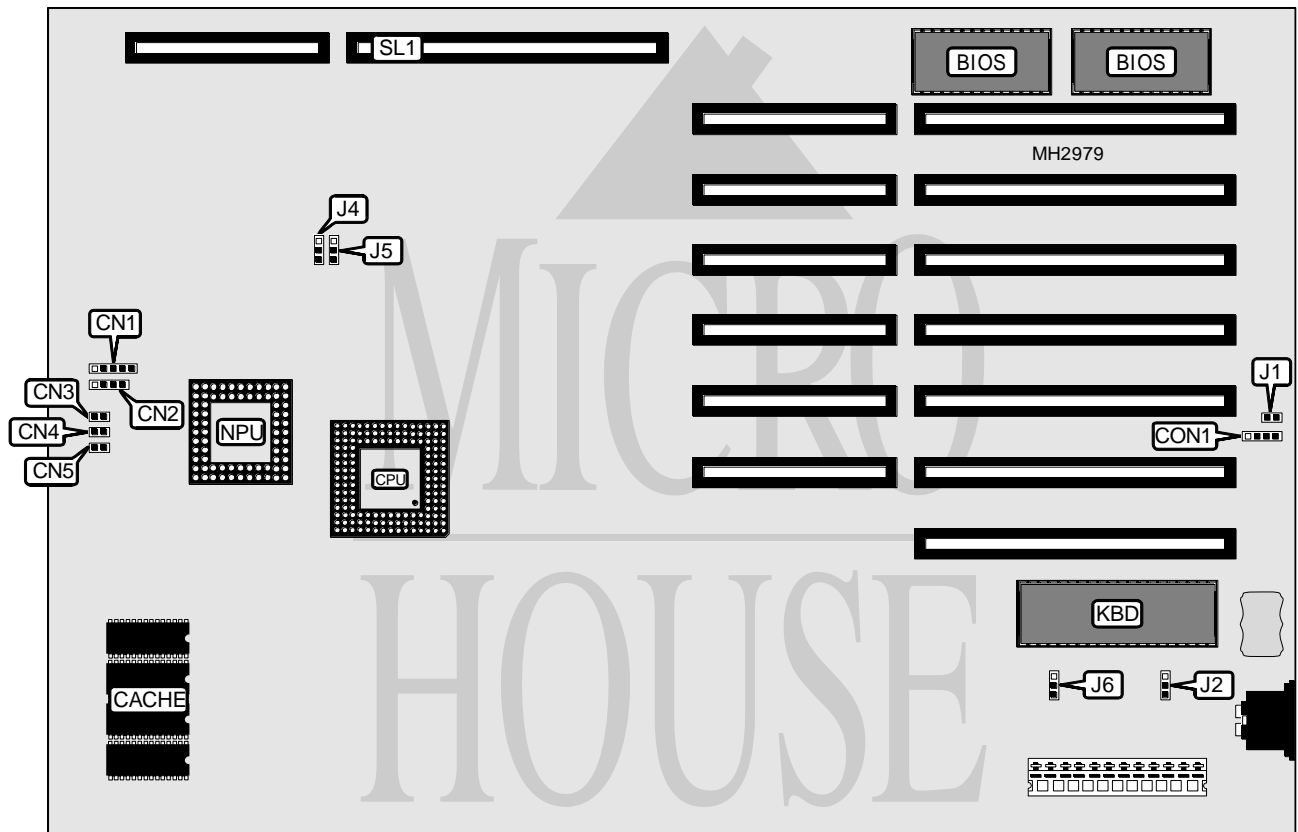 SL1
BIOS
BIOS
MH2979
J4
J5
CN1
CN3
CN2
CN4
CN5
NPU
CPU
J1
CON1
MICRO
HOUSE
KBD
CACHE
J6
J2